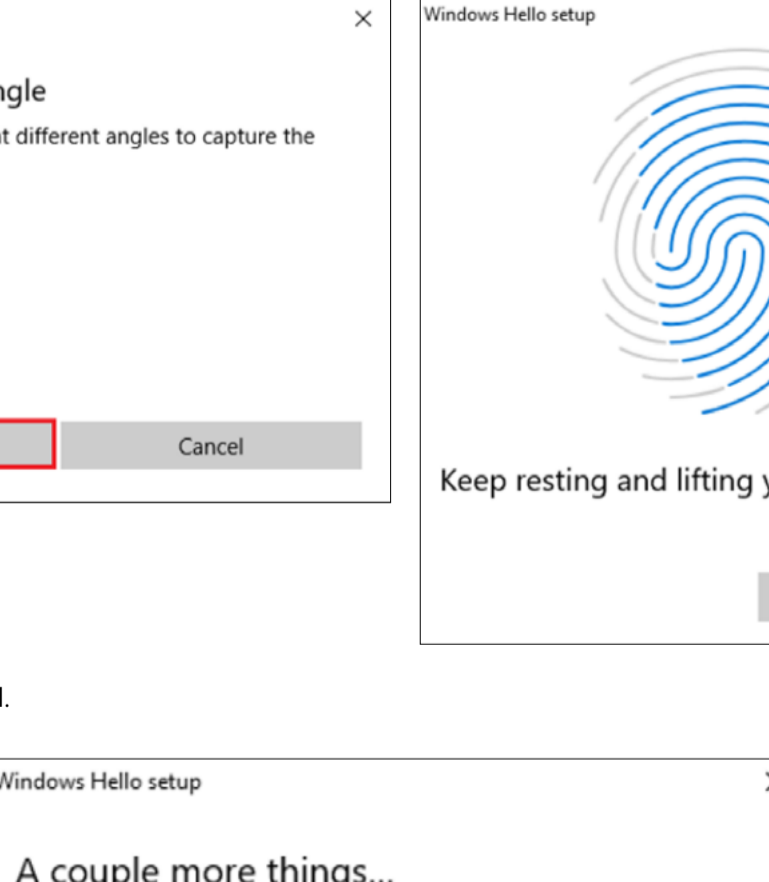 ngle
t different angles to capture the
Cancel
Windows Hello setup
Keep resting and lifting y
l.
Windows Hello setup
A couple more things...